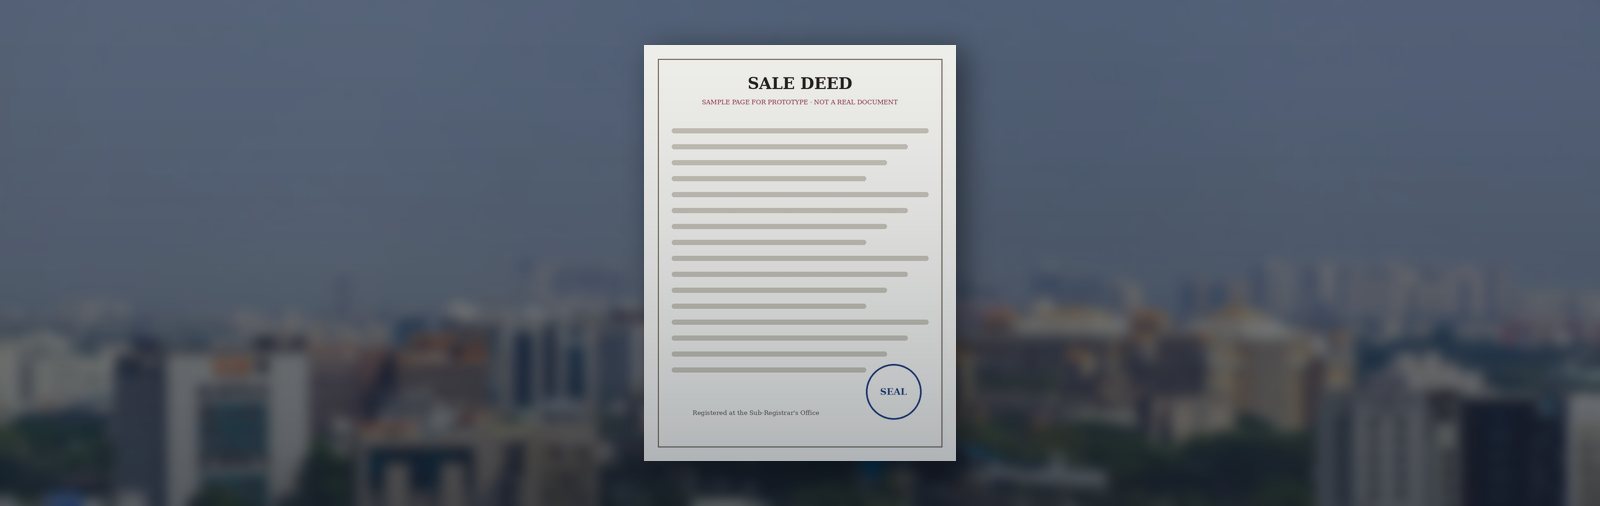 SALE DEED
SAMPLE PAGE FOR PROTOTYPE - NOT A REAL DOCUMENT
SEAL
Registered at the Sub-Registrar's Office